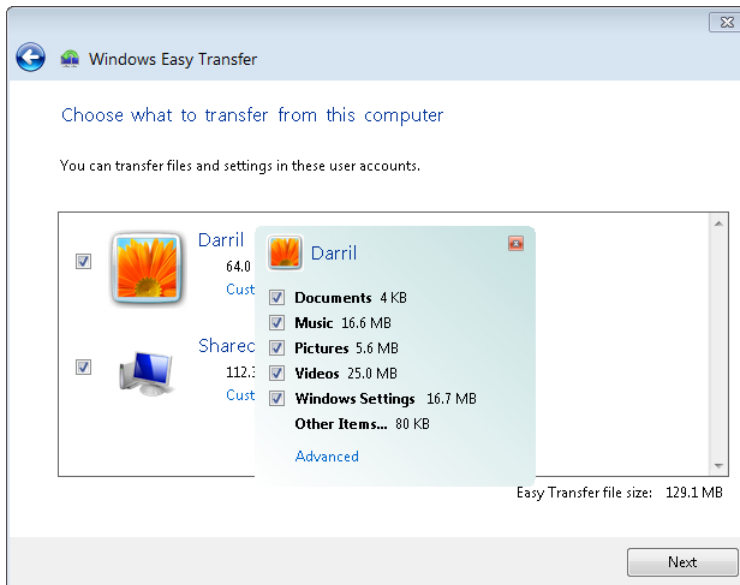 Windows Easy Transfer
Choose what to transfer from this computer
You can transfer files and settings in these user accounts.
Darril
64.0
Cust
Shared
112.3
Cust
Darril
Documents 4 KB
Music 16.6 MB
Pictures 5.6 MB
Videos 25.0 MB
Windows Settings 16.7 MB
Other Items... 80 KB
Advanced
Easy Transfer file size: 129.1 MB
Next